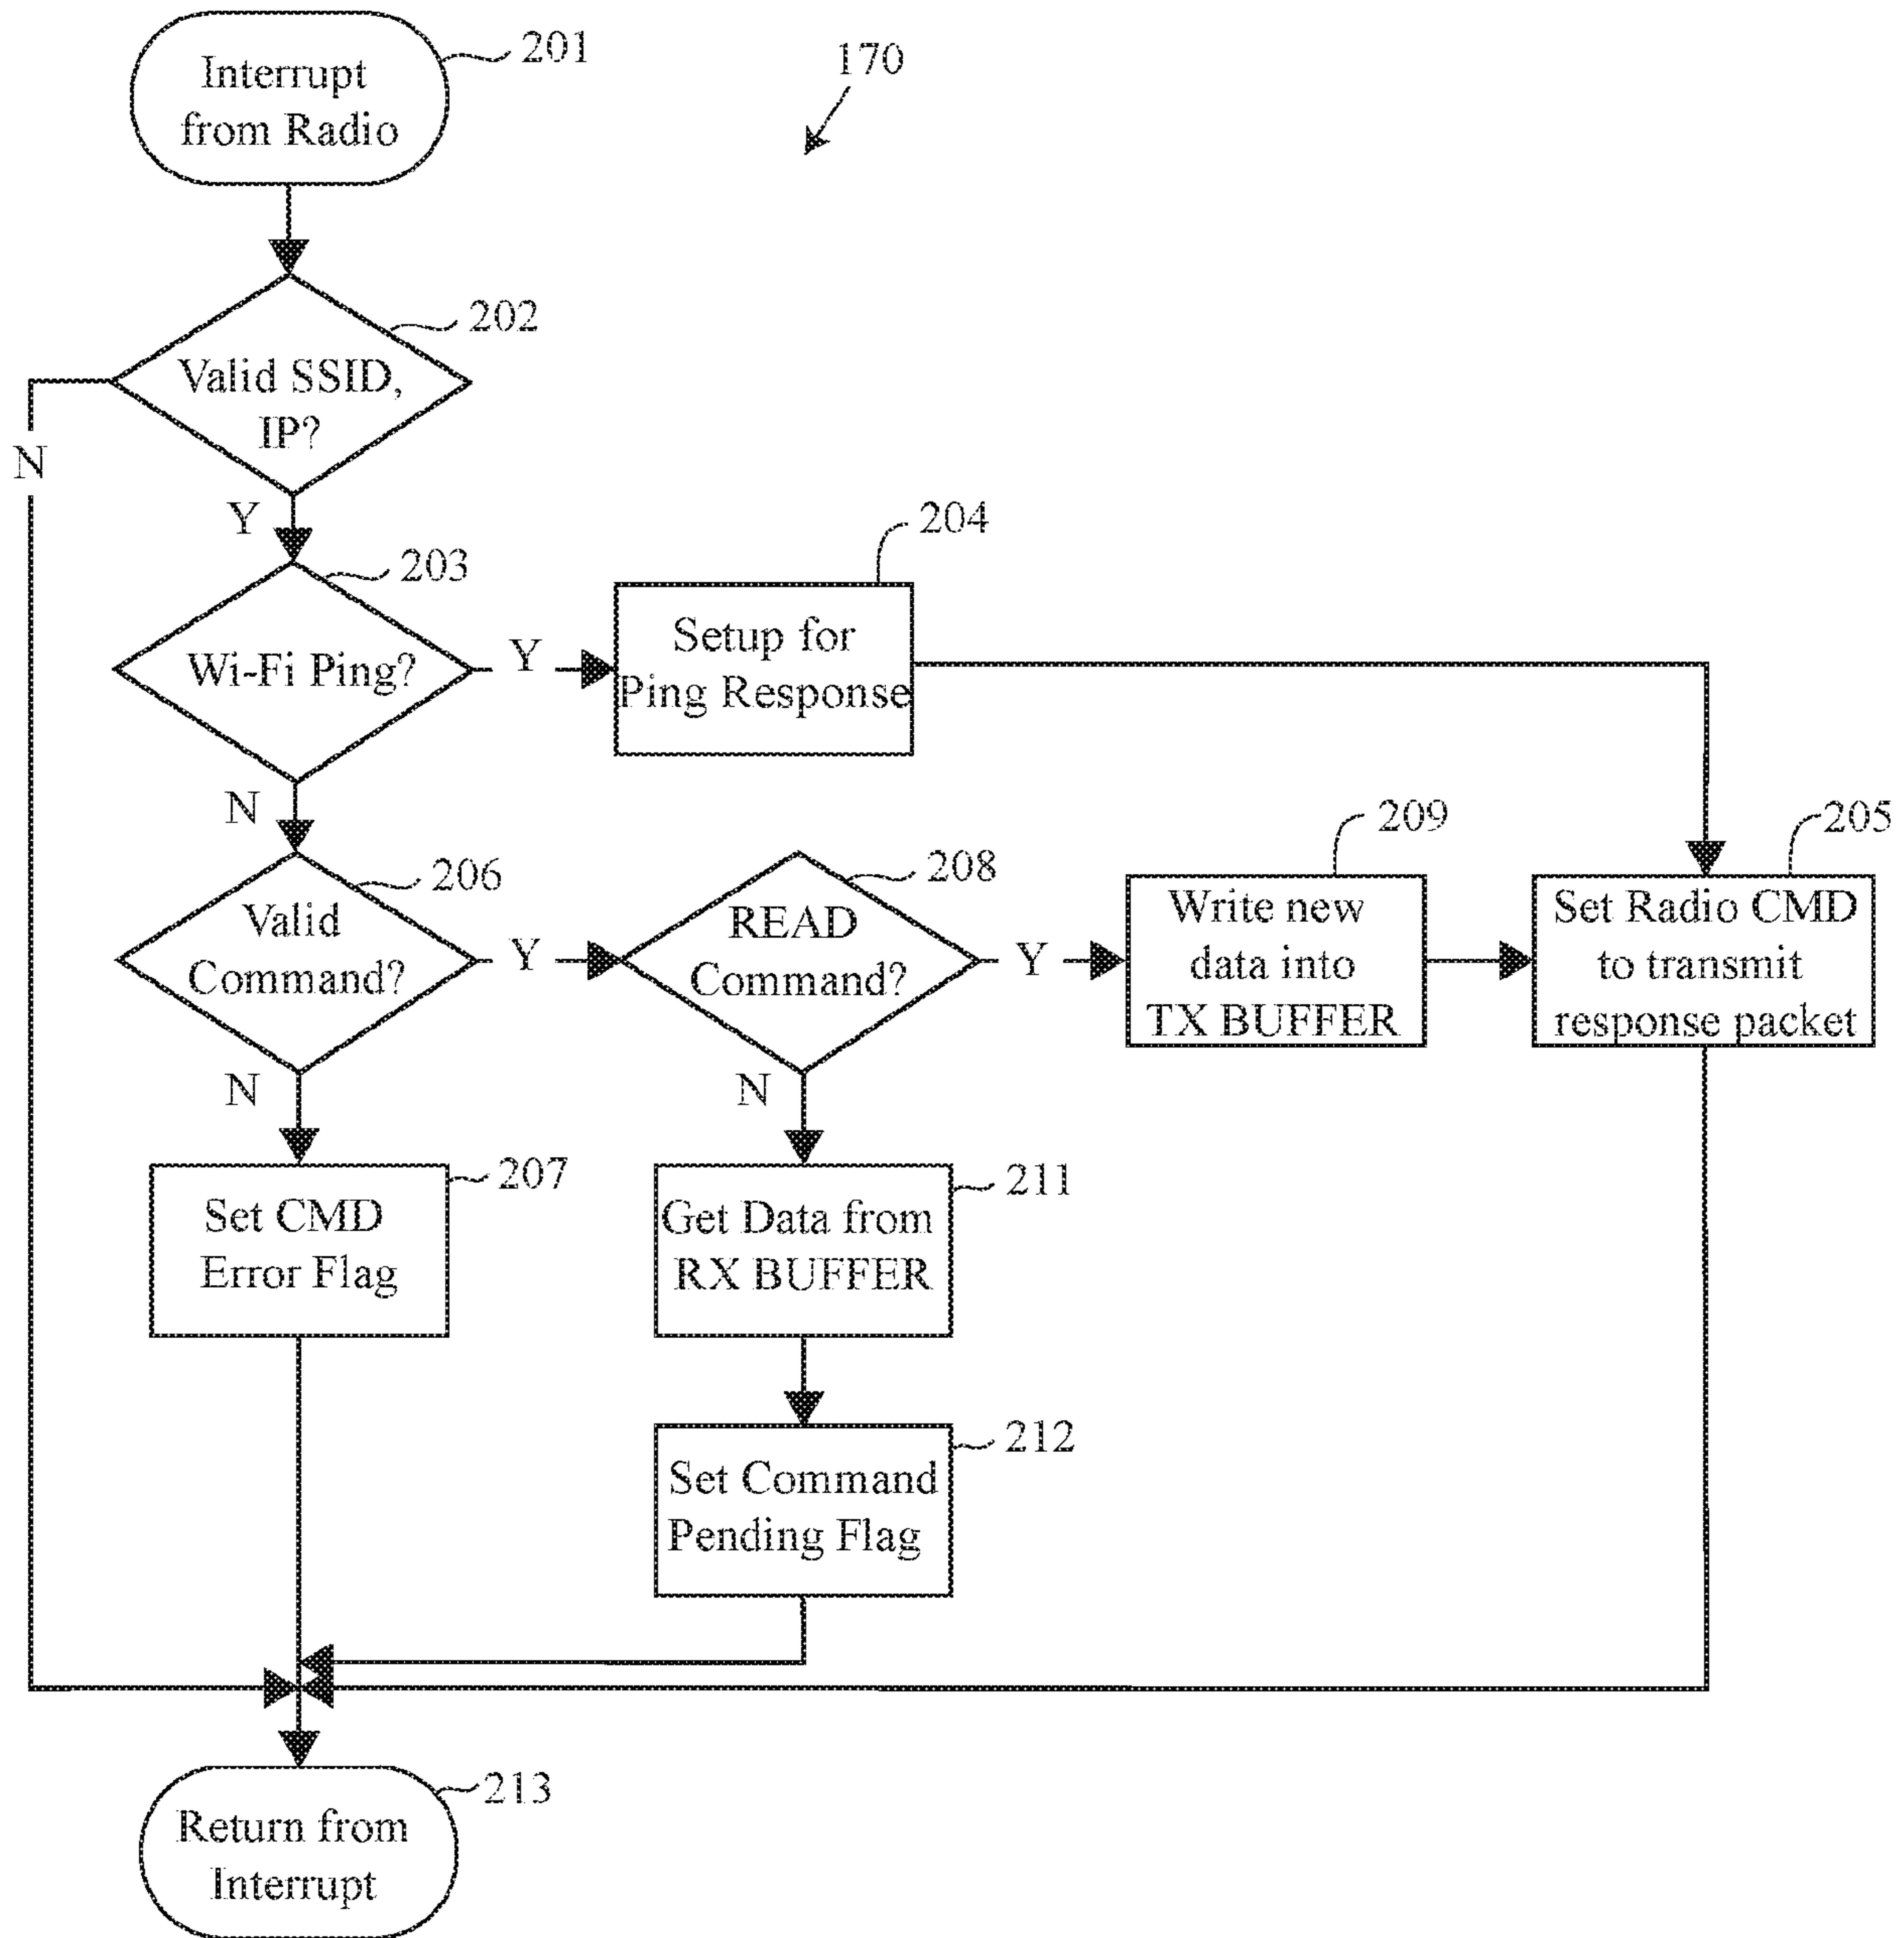 Interrupt
from Radio
201
170
Valid SSID,
IP?
202
N
Y
Wi-Fi Ping?
203
Y
Setup for
Ping Response
204
N
Valid
Command?
206
Y
READ
Command?
208
Y
Write new
data into
TX BUFFER
209
Set Radio CMD
to transmit
response packet
205
N
N
Set CMD
Error Flag
207
Get Data from
RX BUFFER
211
Set Command
Pending Flag
212
Return from
Interrupt
213